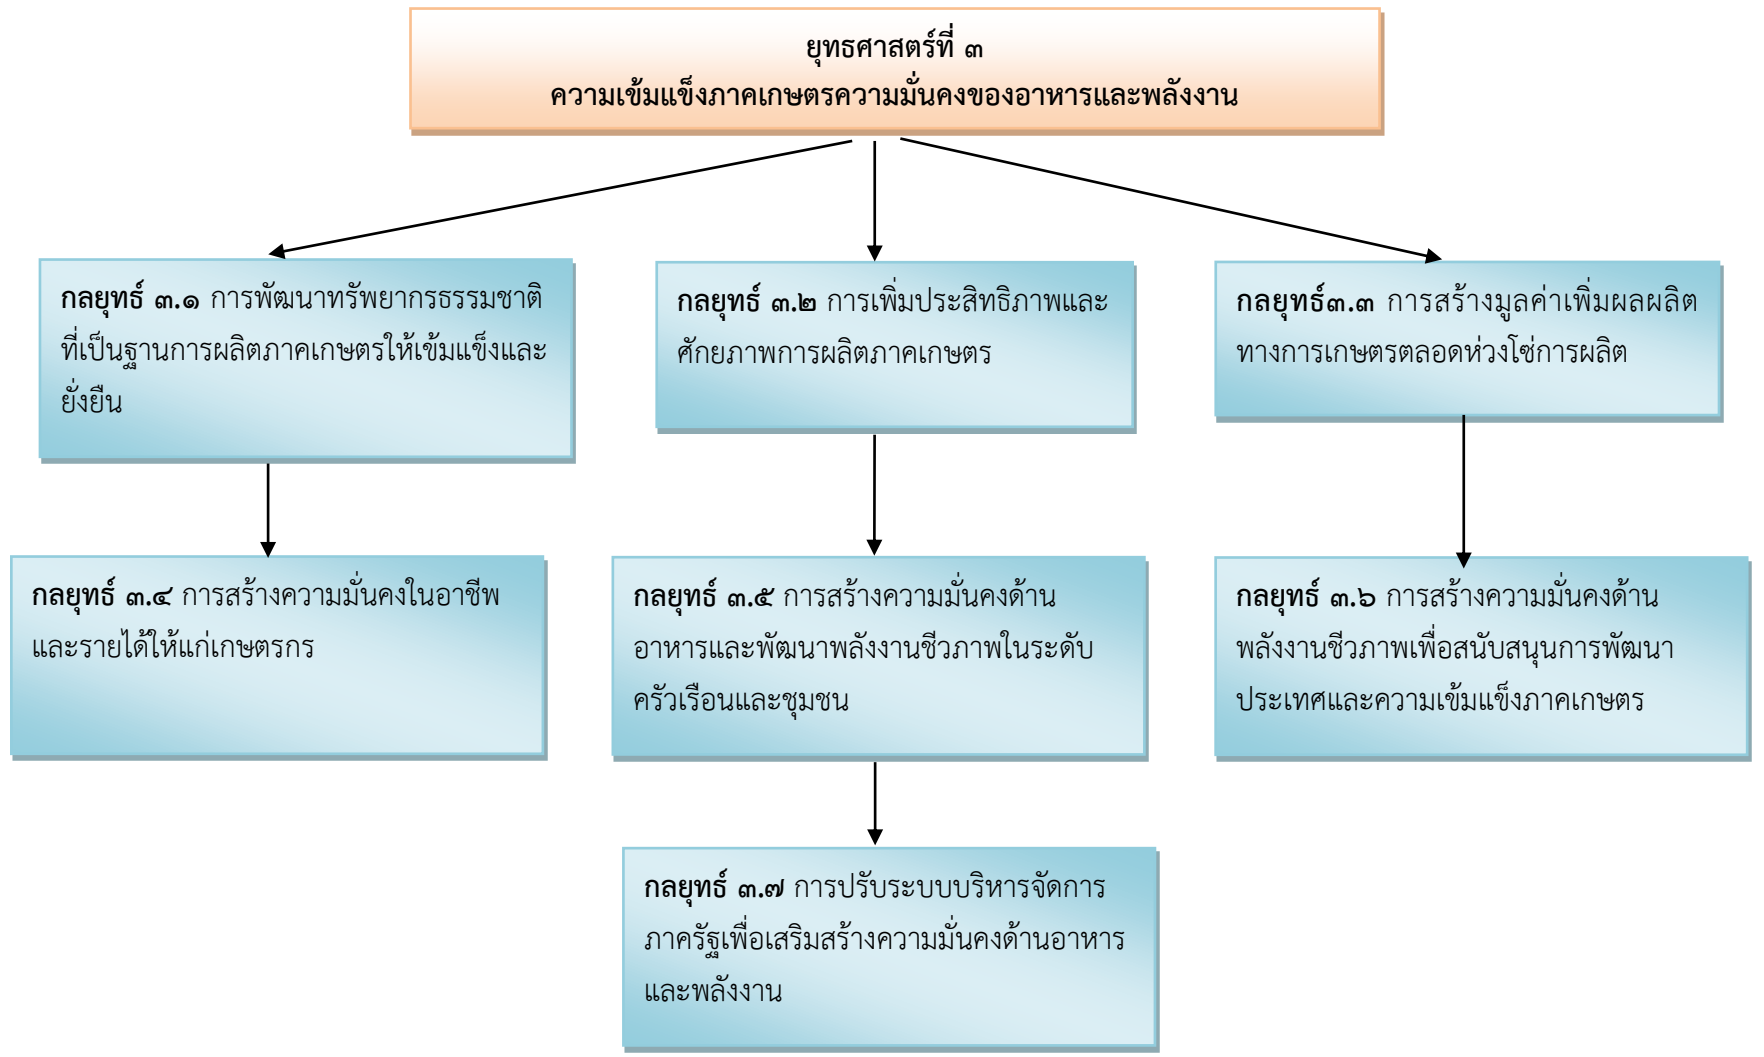 ยุทธศาสตร์ที่ ๓
ความเข้มแข็งภาคเกษตรความมั่นคงของอาหารและพลังงาน
กลยุทธ์ ๓.๑ การพัฒนาทรัพยากรธรรมชาติ
ที่เป็นฐานการผลิตภาคเกษตรให้เข้มแข็งและ
ยั่งยืน
กลยุทธ์ ๓.๒ การเพิ่มประสิทธิภาพและ
ศักยภาพการผลิตภาคเกษตร
กลยุทธ์๓.๓ การสร้างมูลค่าเพิ่มผลผลิต
ทางการเกษตรตลอดห่วงโซ่การผลิต
กลยุทธ์ ๓.๔ การสร้างความมั่นคงในอาชีพ
และรายได้ให้แก่เกษตรกร
กลยุทธ์ ๓.๕ การสร้างความมั่นคงด้าน
อาหารและพัฒนาพลังงานชีวภาพในระดับ
ครัวเรือนและชุมชน
กลยุทธ์ ๓.๖ การสร้างความมั่นคงด้าน
พลังงานชีวภาพเพื่อสนับสนุนการพัฒนา
ประเทศและความเข้มแข็งภาคเกษตร
กลยุทธ์ ๓.๗ การปรับระบบบริหารจัดการ
ภาครัฐเพื่อเสริมสร้างความมั่นคงด้านอาหาร
และพลังงาน